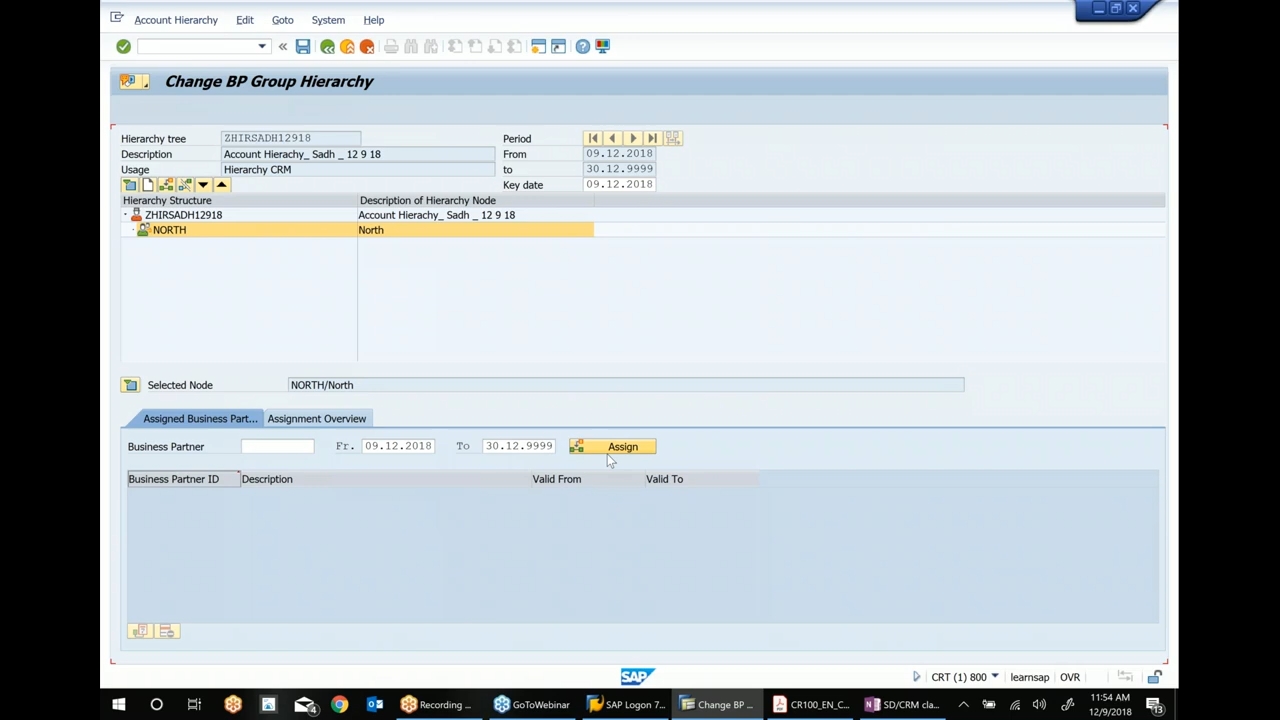 Account Hierarchy Edit Goto System Help
Change BP Group Hierarchy
Hierarchy tree ZHIRSADH12918 Period
Description Account Hierachy_ Sadh _ 12 9 18 From 09.12.2018
Usage Hierarchy CRM to 30.12.9999
Key date 09.12.2018
Hierarchy Structure Description of Hierarchy Node
ZHIRSADH12918 Account Hierachy_ Sadh _ 12 9 18
NORTH North
Selected Node NORTH/North
Assigned Business Part... Assignment Overview
Business Partner Fr. 09.12.2018 To 30.12.9999 Assign
Business Partner ID Description Valid From Valid To
SAP CRT (1) 800 learnsap OVR
4 Recording ... GoToWebinar SAP Logon 7... Change BP ... CR100_EN_C... SD/CRM cla... 11:54 AM
12/9/2018 13